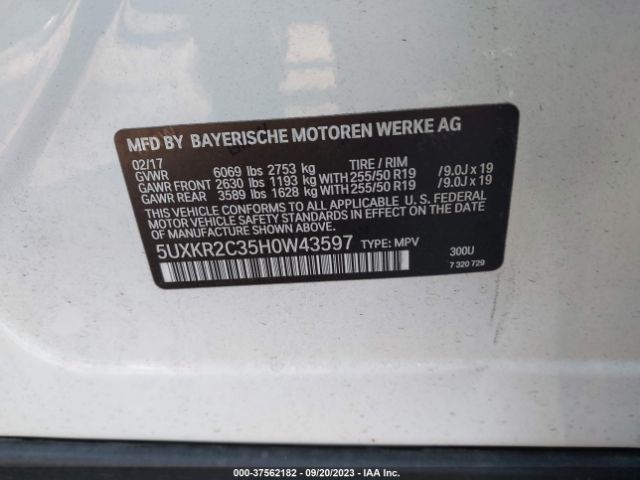 MFD BY BAYERISCHE MOTOREN WERKE AG
02/17
GVWR 6069 lbs 2753 kg TIRE / RIM
GAWR FRONT 2630 lbs 1193 kg WITH 255/50 R19 /9.0J x 19
GAWR REAR 3589 lbs 1628 kg WITH 255/50 R19 /9.0J x 19
THIS VEHICLE CONFORMS TO ALL APPLICABLE U.S. FEDERAL
MOTOR VEHICLE SAFETY STANDARDS IN EFFECT ON THE
DATE OF MANUFACTURE SHOWN ABOVE.
5UXKR2C35H0W43597 TYPE: MPV 300U
7 320 729
000-37562182 | 09/20/2023 | IAA Inc.